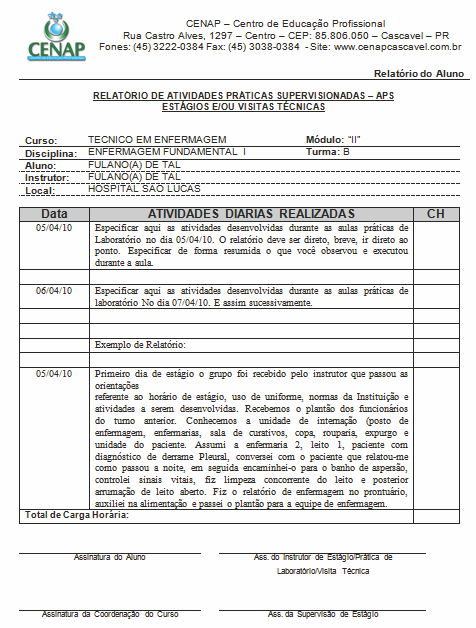 CENAP – Centro de Educação Profissional
Rua Castro Alves, 1297 – Centro – CEP: 85.806.050 – Cascavel – PR
Fones: (45) 3222-0384 Fax: (45) 3038-0384 - Site: www.cenapcascavel.com.br
CENAP
Relatório do Aluno
RELATÓRIO DE ATIVIDADES PRÁTICAS SUPERVISIONADAS – APS
ESTÁGIOS E/OU VISITAS TÉCNICAS
Curso: TECNICO EM ENFERMAGEM Módulo: "II"
Disciplina: ENFERMAGEM FUNDAMENTAL I Turma: B
Aluno: FULANO(A) DE TAL
Instrutor: FULANO(A) DE TAL
Local: HOSPITAL SAO LUCAS
Data ATIVIDADES DIARIAS REALIZADAS CH
05/04/10 Especificar aqui as atividades desenvolvidas durante as aulas práticas de
Laboratório no dia 05/04/10. O relatório deve ser direto, breve, ir direto ao
ponto. Especificar de forma resumida o que você observou e executou
durante a aula.
06/04/10 Especificar aqui as atividades desenvolvidas durante as aulas práticas de
laboratório No dia 07/04/10. E assim sucessivamente.
Exemplo de Relatório:
05/04/10 Primeiro dia de estágio o grupo foi recebido pelo instrutor que passou as
orientações
referente ao horário de estágio, uso de uniforme, normas da Instituição e
atividades a serem desenvolvidas. Recebemos o plantão dos funcionários
do turno anterior. Conhecemos a unidade de internação (posto de
enfermagem, enfermarias, sala de curativos, copa, rouparia, expurgo e
unidade do paciente. Assumi a enfermaria 2, leito 1, paciente com
diagnóstico de derrame Pleural, conversei com o paciente que relatou-me
como passou a noite, em seguida encaminhei-o para o banho de aspersão,
controlei sinais vitais, fiz limpeza concorrente do leito e posterior
arrumação de leito aberto. Fiz o relatório de enfermagem no prontuário,
auxiliei na alimentação e passei o plantão para a equipe de enfermagem.
Total de Carga Horária:
Assinatura do Aluno Ass. do Instrutor de Estágio/Prática de
Laboratório/Visita Técnica
Assinatura da Coordenação do Curso Ass. da Supervisão de Estágio